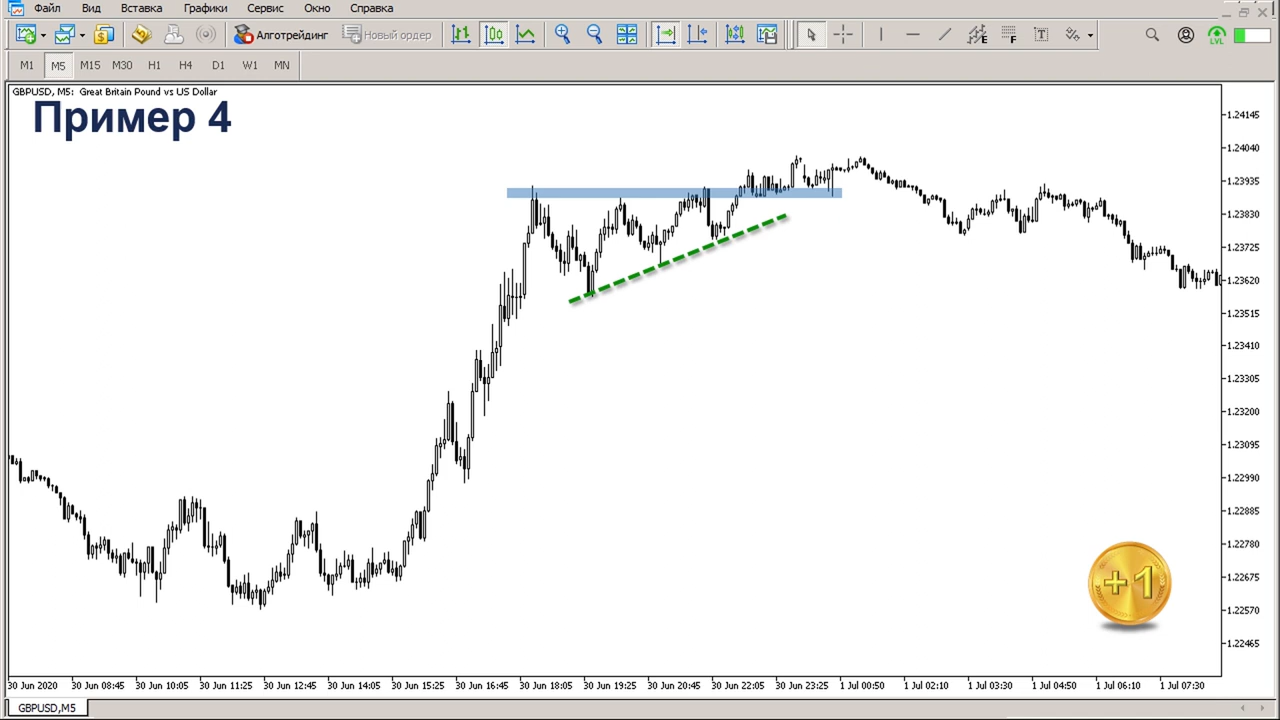 Файл Вид Вставка Графики Сервис Окно Справка
Алготрейдинг Новый ордер LVL
E F T
M1 M5 M15 M30 H1 H4 D1 W1 MN
GBPUSD, M5: Great Britain Pound vs US Dollar
Пример 4
1.24145
1.24040
1.23935
1.23830
1.23725
1.23620
1.23515
1.23410
1.23305
1.23200
1.23095
1.22990
1.22885
1.22780
1.22675
1.22570
1.22465
+1
30 Jun 2020 30 Jun 08:45 30 Jun 10:05 30 Jun 11:25 30 Jun 12:45 30 Jun 14:05 30 Jun 15:25 30 Jun 16:45 30 Jun 18:05 30 Jun 19:25 30 Jun 20:45 30 Jun 22:05 30 Jun 23:25 1 Jul 00:50 1 Jul 02:10 1 Jul 03:30 1 Jul 04:50 1 Jul 06:10 1 Jul 07:30
GBPUSD,M5